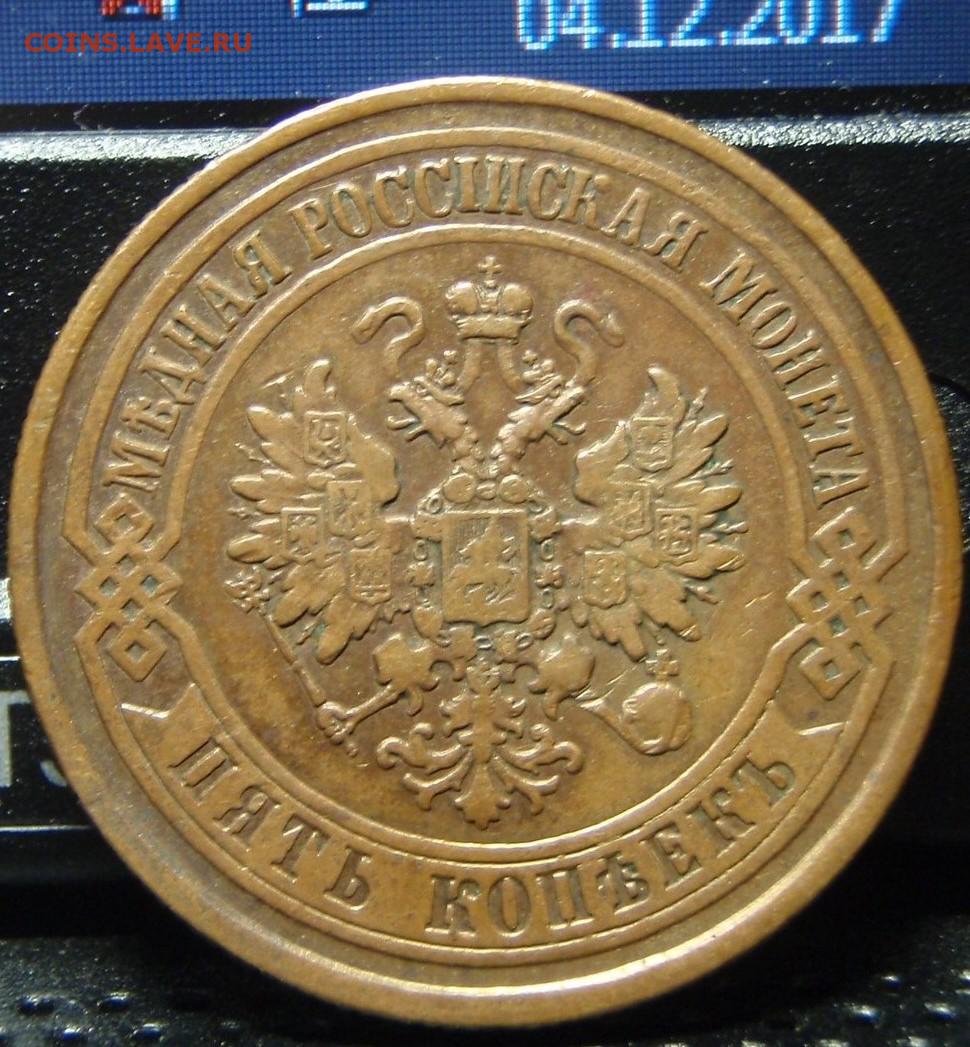 COINS.LAVE.RU
04.12.2017
МѢДНАЯ РОССІЙСКАЯ МОНЕТА
ПЯТЬ КОПѢЕКЪ